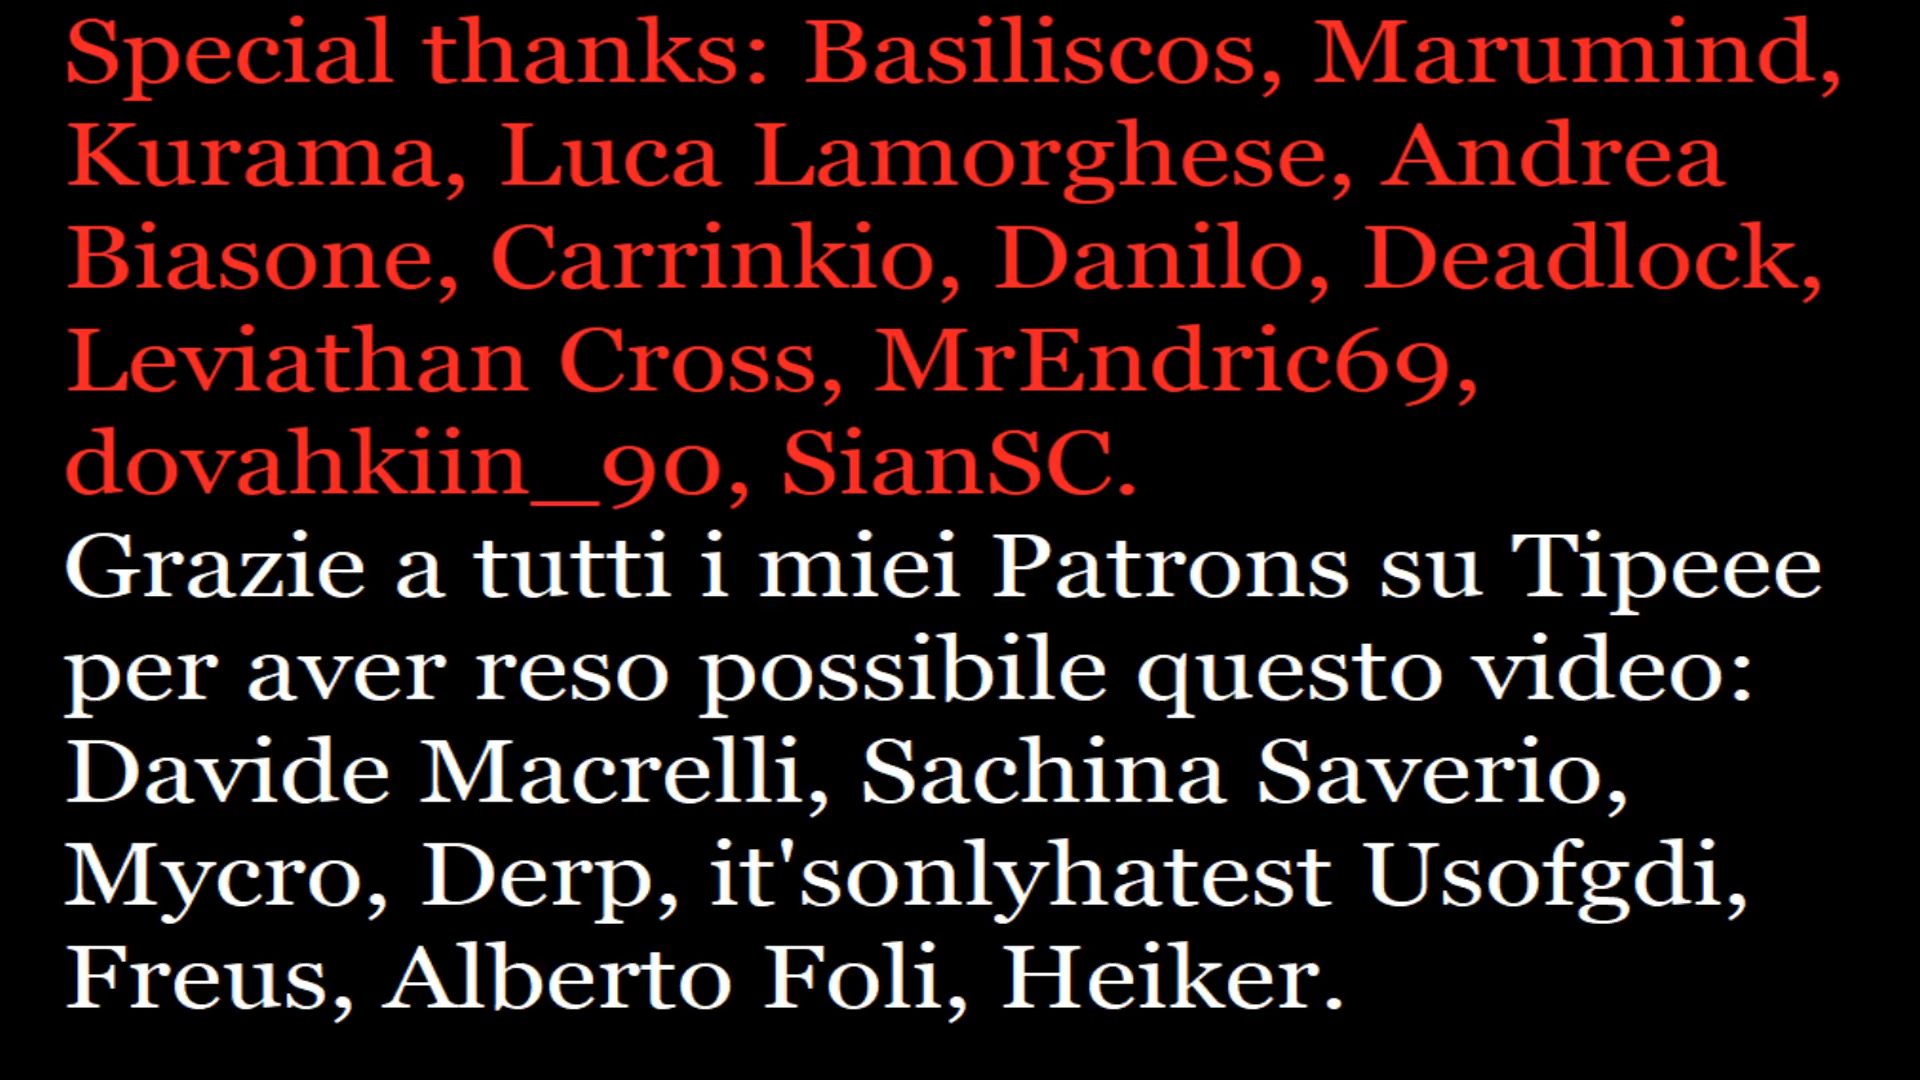 Special thanks: Basiliscos, Marumind,
Kurama, Luca Lamorghese, Andrea
Biasone, Carrinkio, Danilo, Deadlock,
Leviathan Cross, MrEndric69,
dovahkiin_90, SianSC.
Grazie a tutti i miei Patrons su Tipeee
per aver reso possibile questo video:
Davide Macrelli, Sachina Saverio,
Mycro, Derp, it'sonlyhatest Usofgdi,
Freus, Alberto Foli, Heiker.